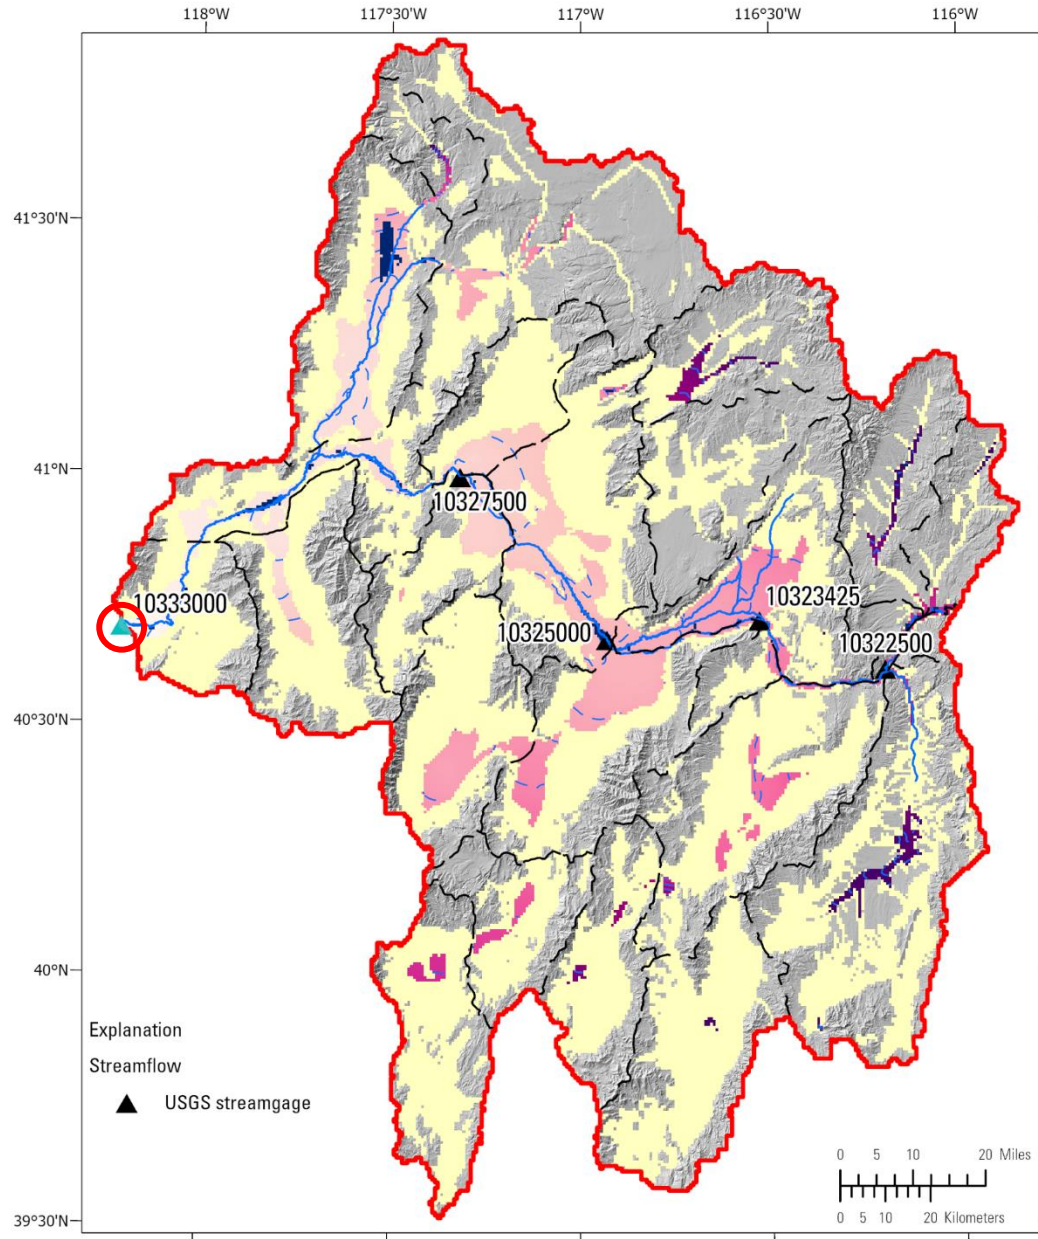 118°W 117°30'W 117°W 116°30'W 116°W
41°30'N
41°N
10327500
10333000
10323425
10325000
10322500
40°30'N
40°N
Explanation
Streamflow
USGS streamgage
0 5 10 20 Miles
0 5 10 20 Kilometers
39°30'N